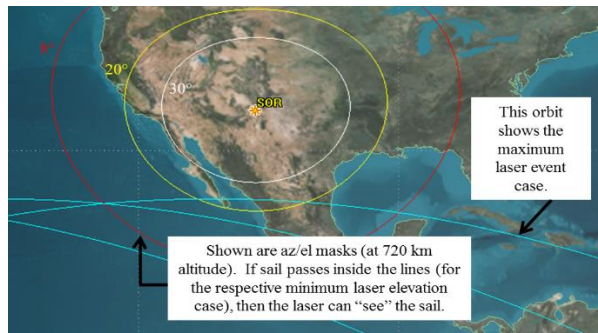 8°
20°
30°
SOR
This orbit
shows the
maximum
laser event
case.
Shown are az/el masks (at 720 km
altitude). If sail passes inside the lines (for
the respective minimum laser elevation
case), then the laser can “see” the sail.